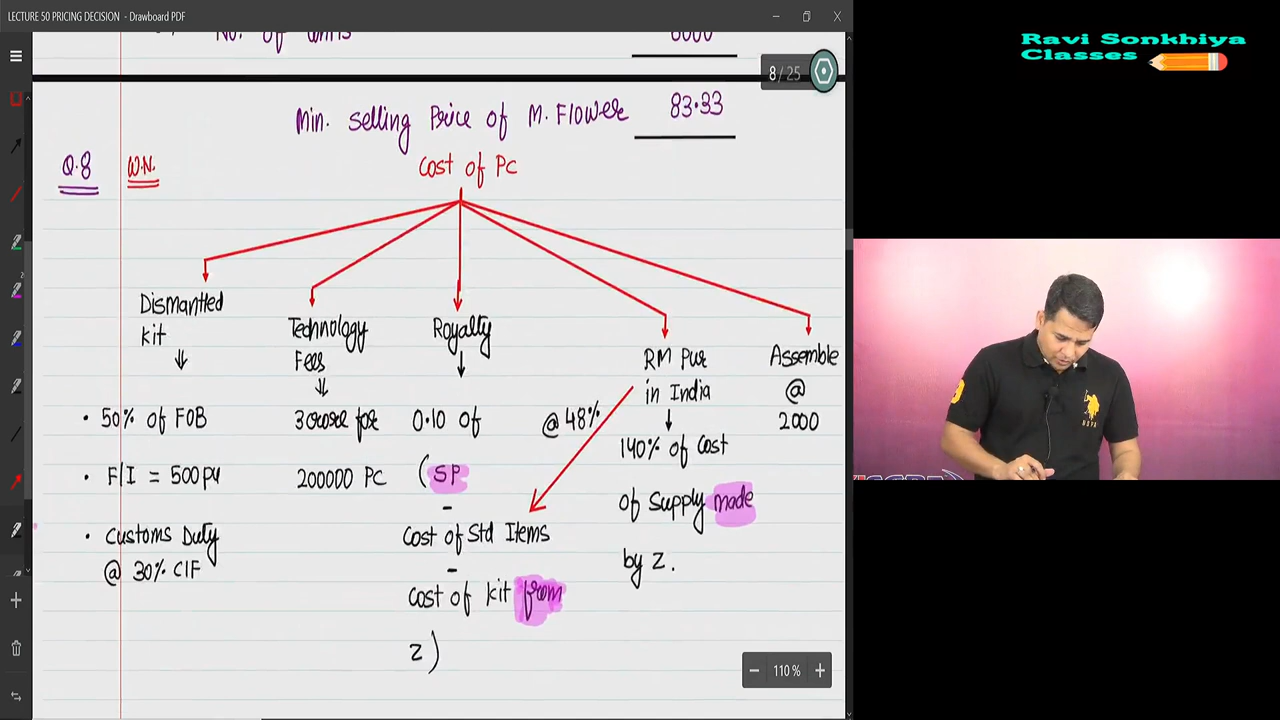 LECTURE 50 PRICING DECISION - Drawboard PDF
8 / 25
Min. Selling Price of M. Flower 83.33
Q.8 W.N. Cost of PC
Dismantled Kit
• 50% of FOB
• F/I = 500 pu
• Customs Duty
@ 30% CIF
Technology
Fees
3 crore for
200000 PC
Royalty
0.10 of
(SP
-
Cost of Std Items
-
Cost of kit from
Z)
@ 48%
RM Pur
in India
140% of Cost
of supply made
by Z.
Assemble
@
2000
110 %
Ravi Sonkhiya
Classes